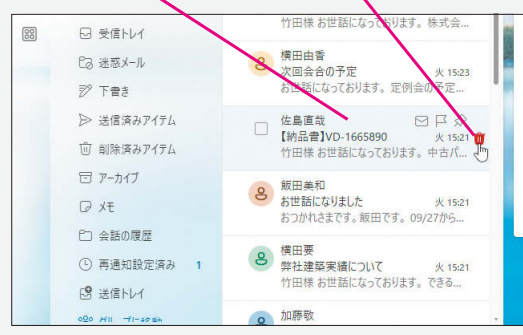 竹田様 お世話になっております。株式会...
受信トレイ
迷惑メール
下書き
送信済みアイテム
削除済みアイテム
アーカイブ
メモ
会話の履歴
再通知設定済み 1
送信トレイ
グループに移動
横田由香
次回会合の予定 火 15:23
お世話になっております。定例会の予定...
佐島直哉
【納品書】VD-1665890 火 15:21
竹田様 お世話になっております。中古パ...
飯田美和
お世話になりました 火 15:21
おつかれさまです。飯田です。09/27から...
横田要
弊社建築実績について 火 15:21
竹田様 お世話になっております。できる...
加藤敬